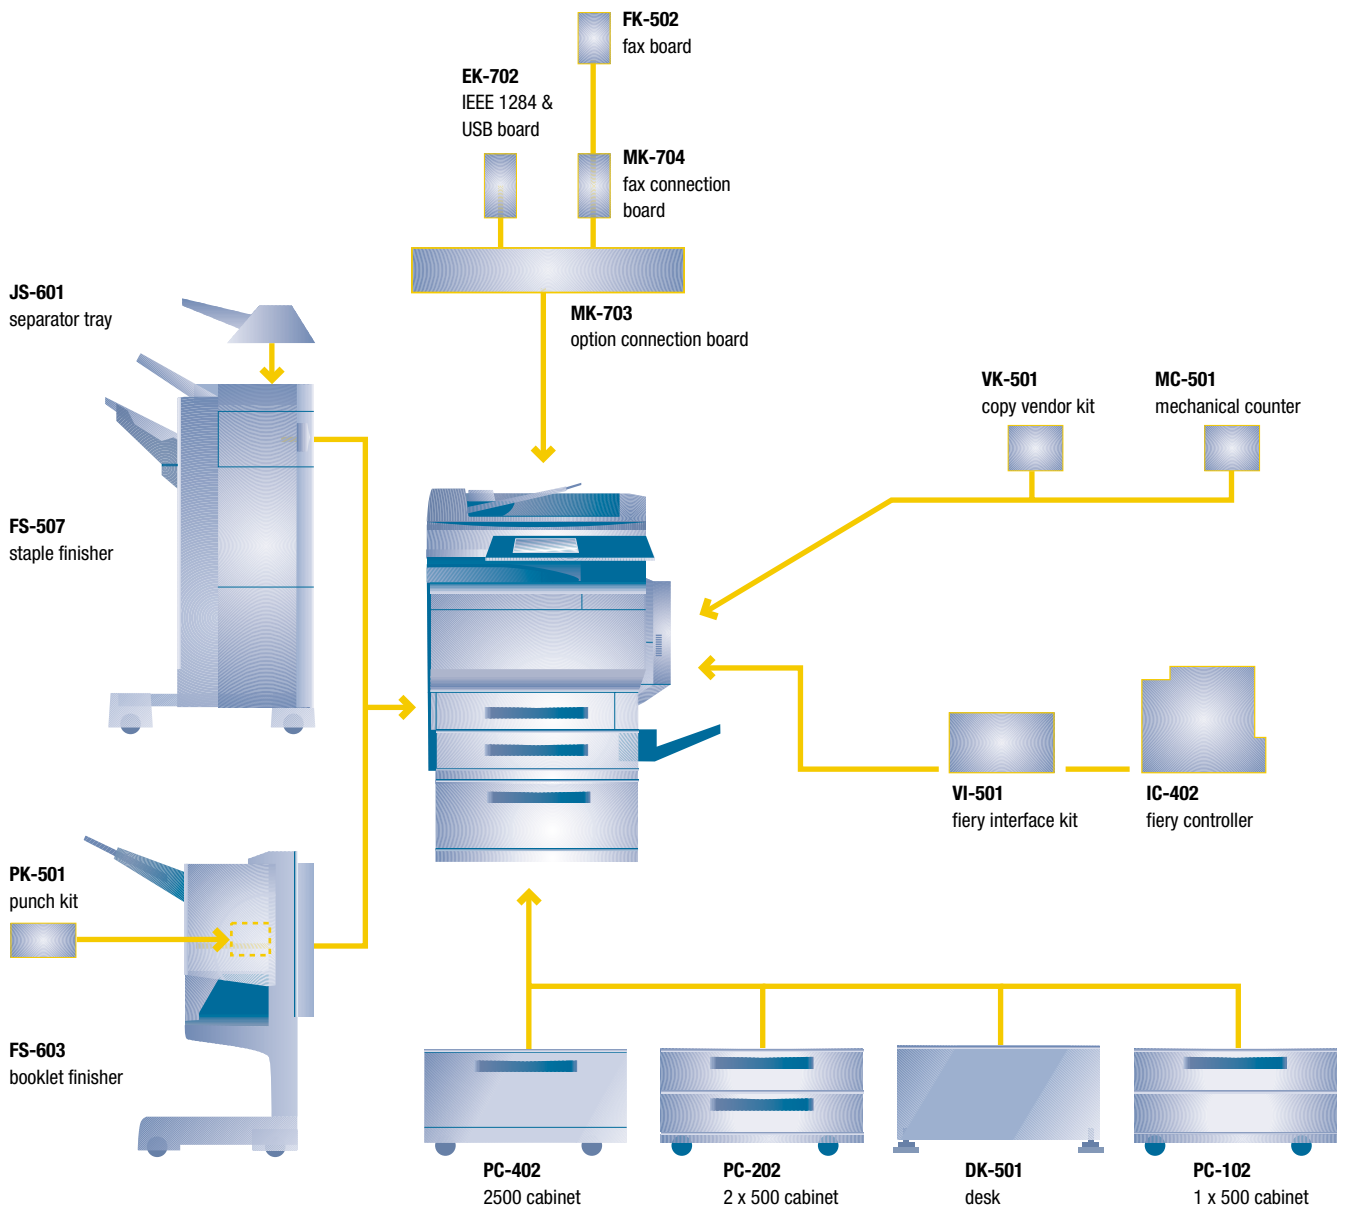 FK-502
fax board
EK-702
IEEE 1284 &
USB board
MK-704
fax connection
board
JS-601
separator tray
MK-703
option connection board
VK-501
copy vendor kit
MC-501
mechanical counter
FS-507
staple finisher
VI-501
fiery interface kit
IC-402
fiery controller
PK-501
punch kit
FS-603
booklet finisher
PC-402
2500 cabinet
PC-202
2 x 500 cabinet
DK-501
desk
PC-102
1 x 500 cabinet